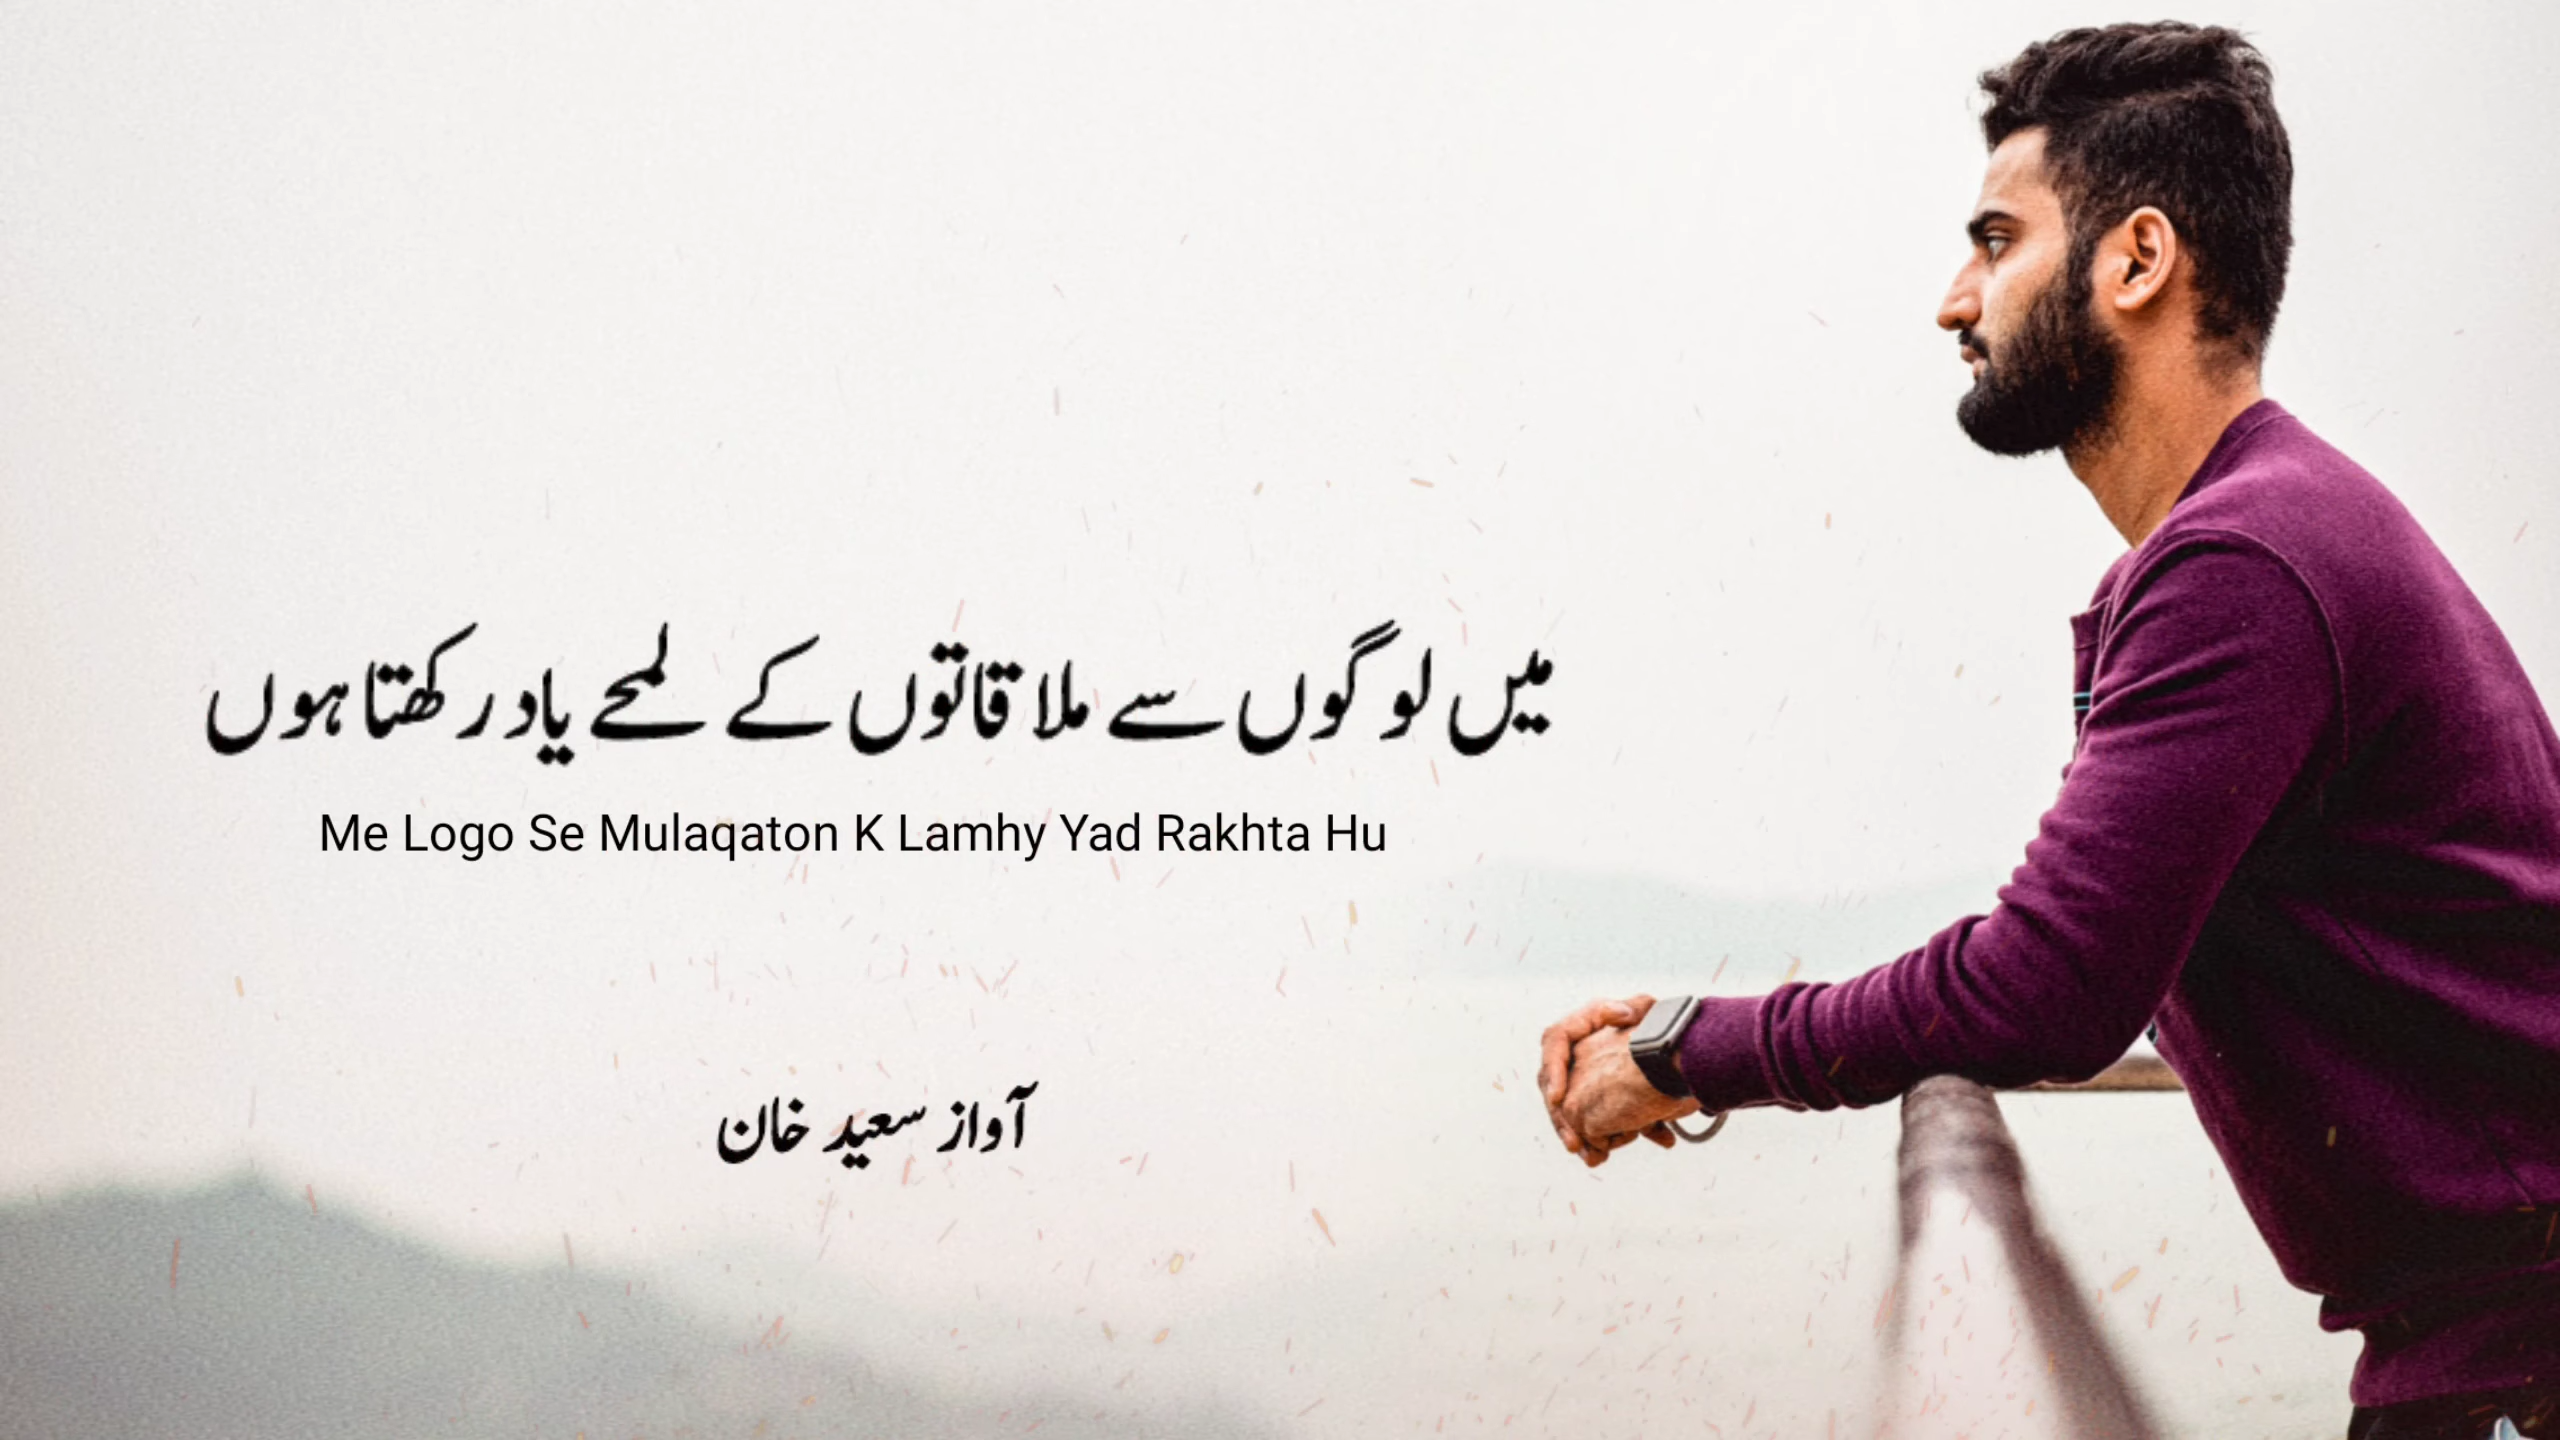 میں لوگوں سے ملاقاتوں کے لمحے یاد رکھتا ہوں
Me Logo Se Mulaqaton K Lamhy Yad Rakhta Hu
آواز سعید خان